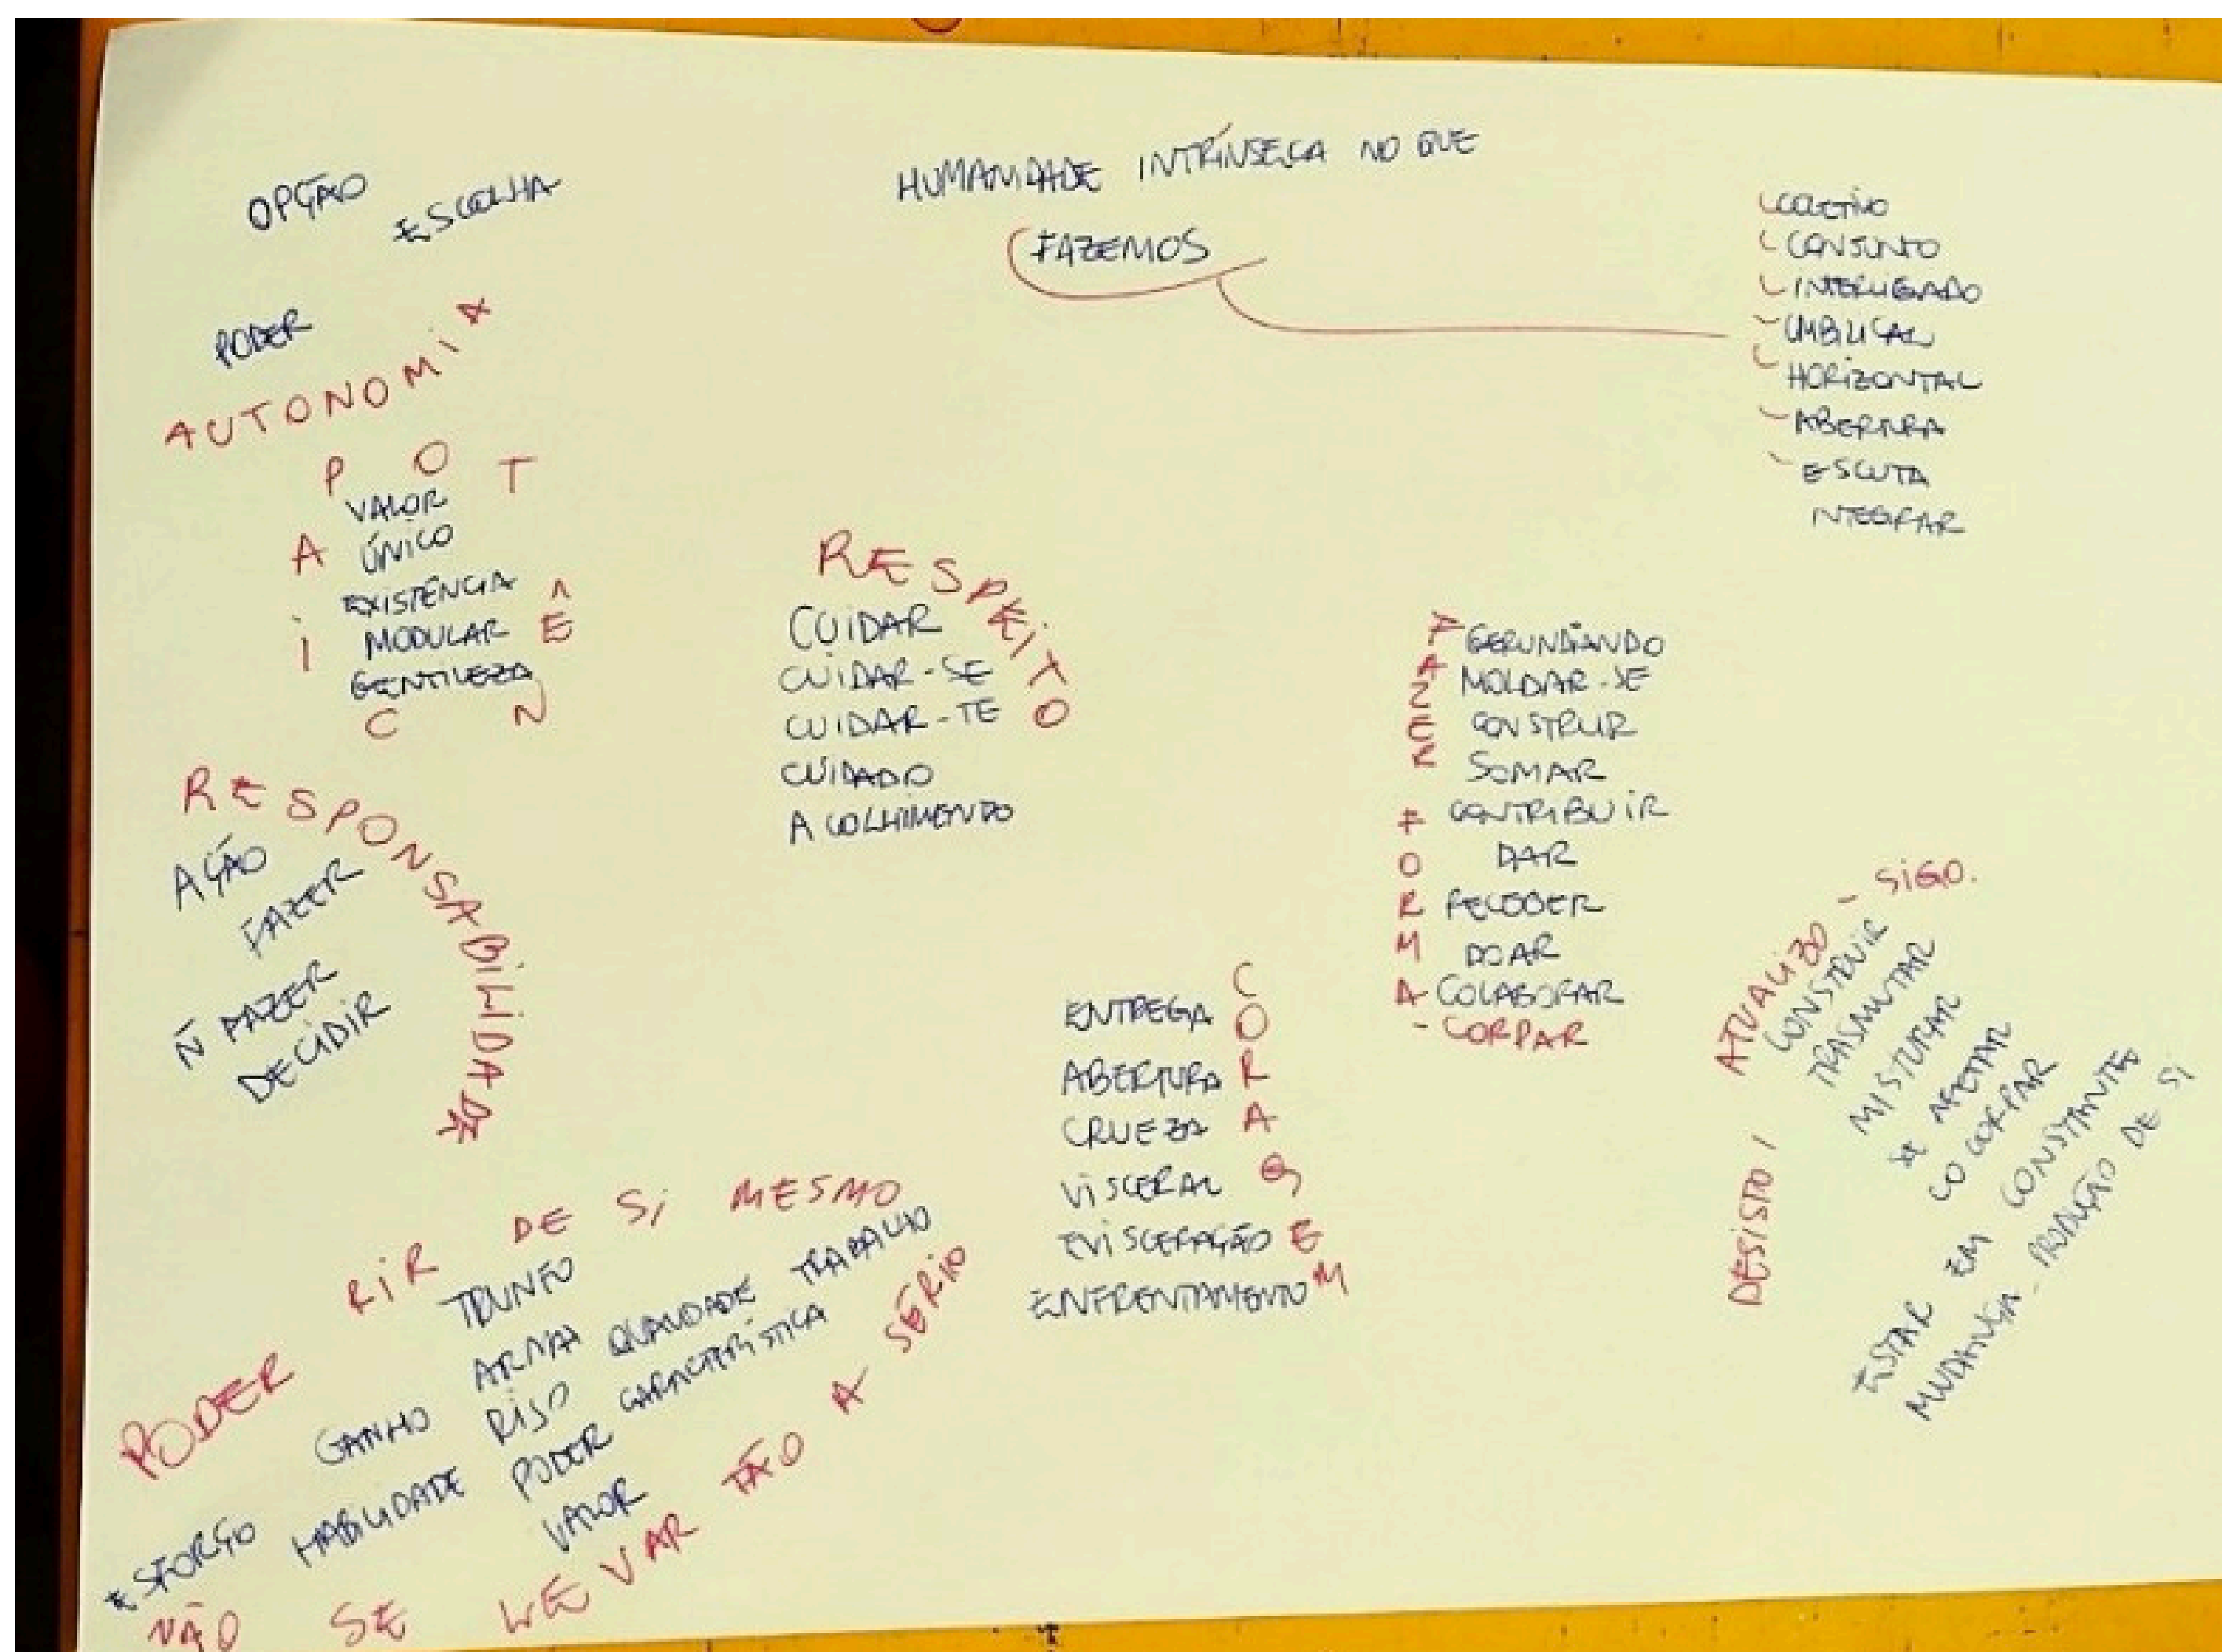 OPÇÃO
ESCOLHA
PODER
AUTONOMIA
POTÊNCIA
VALOR
ÚNICO
EXISTÊNCIA
MODULAR
GENTILEZA
RESPONSABILIDADE
AÇÃO
FAZER
Ñ FAZER
DECIDIR
HUMANIDADE INTRÍNSECA NO QUE
FAZEMOS
COLETIVO
CONJUNTO
INTERLIGADO
UMBILICAL
HORIZONTAL
ABERTURA
ESCUTA
INTEGRAR
RESPEITO
CUIDAR
CUIDAR-SE
CUIDAR-TE
CUIDADO
ACOLHIMENTO
FAZER FORMA
GERUNDIANDO
MOLDAR-SE
CONSTRUIR
SOMAR
CONTRIBUIR
DAR
RECEBER
DOAR
COLABORAR
- CORPAR
CORAGEM
ENTREGA
ABERTURA
CRUEZA
VISCERAL
EVISCERAÇÃO
ENFRENTAMENTO
DESISTO / ATUALIZO - SIGO.
CONSTRUIR
TRASMUTAR
MISTURAR
SE AFETAR
CO CORPAR
ESTAR EM CONSTANTES
MUDANÇA - PRODUÇÃO DE SI
PODER RIR DE SI MESMO
TRUNFO
GANHO ARMA QUALIDADE TRABALHO
RISO
ESFORÇO HABILIDADE PODER CARACTERÍSTICA
VALOR
NÃO SE LEVAR TÃO A SÉRIO